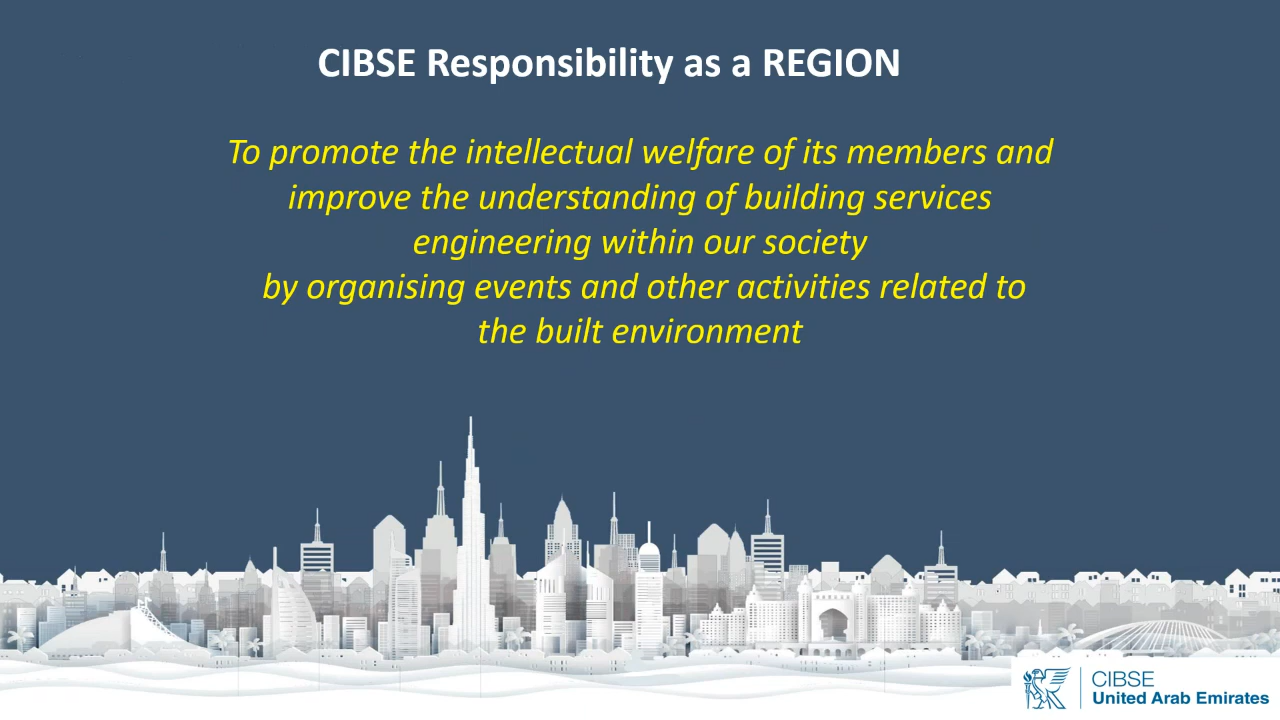 CIBSE Responsibility as a REGION
To promote the intellectual welfare of its members and
improve the understanding of building services
engineering within our society
by organising events and other activities related to
the built environment
CIBSE
United Arab Emirates